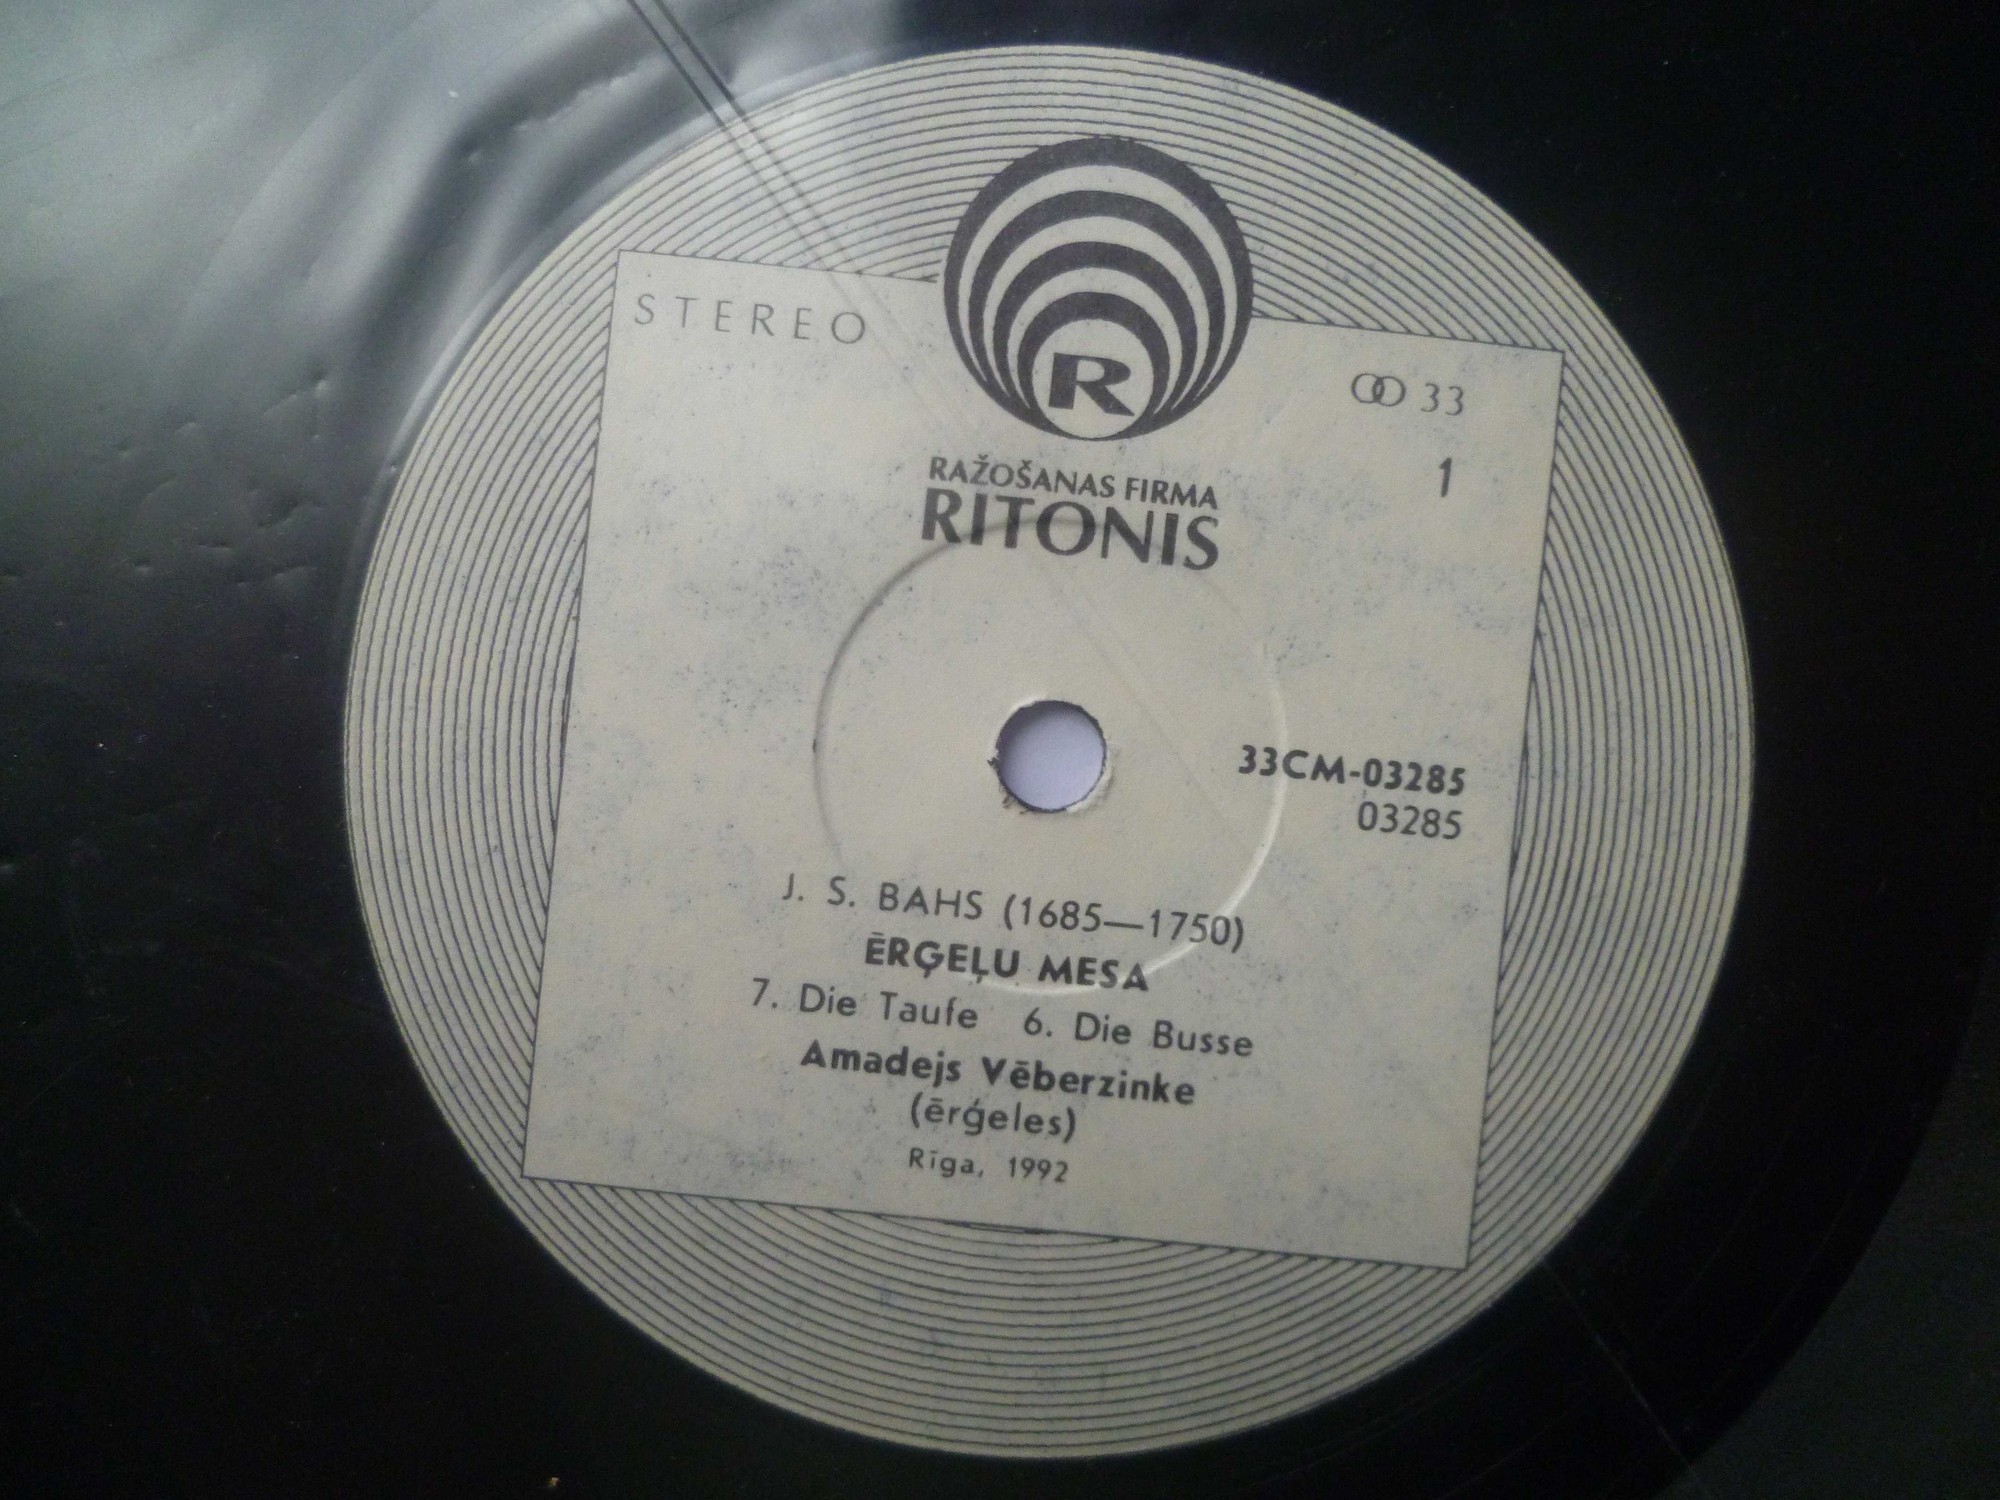 STEREO
R
33
1
RAŽOŠANAS FIRMA
RITONIS
33CM-03285
03285
J. S. BAHS (1685—1750)
ĒRĢEĻU MESA
7. Die Taufe 6. Die Busse
Amadejs Vēberzinke
(ērģeles)
Rīga, 1992